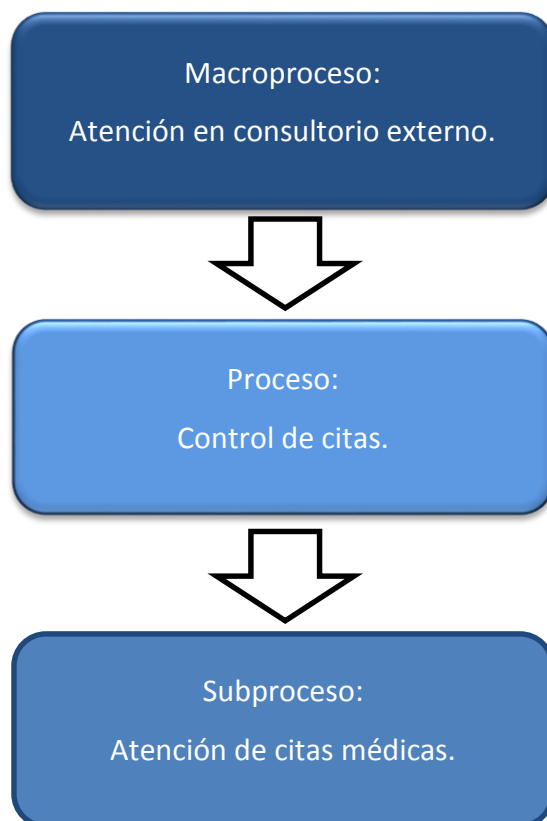 Macroproceso:
Atención en consultorio externo.
Proceso:
Control de citas.
Subproceso:
Atención de citas médicas.